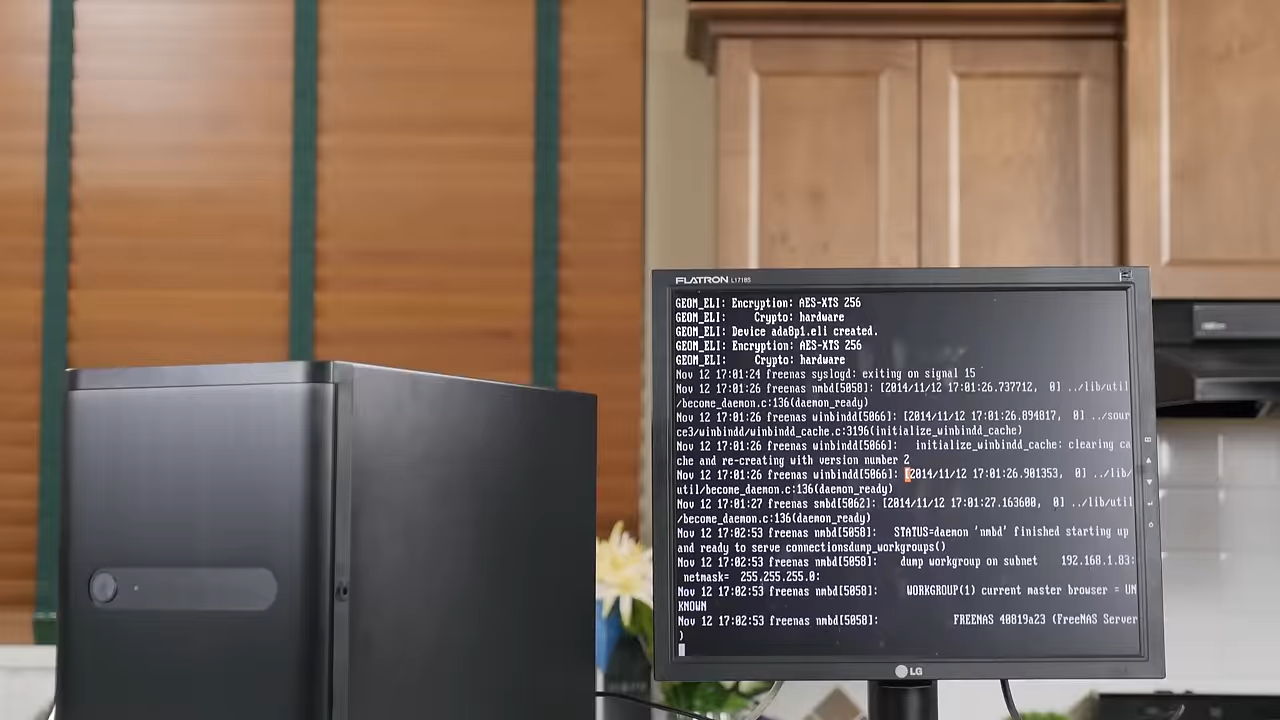 FLATRON L1718S
GEOM_ELI: Encryption: AES-XTS 256
GEOM_ELI:     Crypto: hardware
GEOM_ELI: Device ada0p1.eli created.
GEOM_ELI: Encryption: AES-XTS 256
GEOM_ELI:     Crypto: hardware
Nov 12 17:01:24 freenas syslogd: exiting on signal 15
Nov 12 17:01:26 freenas nmbd[5058]: [2014/11/12 17:01:26.737712,  0] ../lib/util
/become_daemon.c:136(daemon_ready)
Nov 12 17:01:26 freenas winbindd[5066]: [2014/11/12 17:01:26.894817,  0] ../sour
ce3/winbindd/winbindd_cache.c:3196(initialize_winbindd_cache)
Nov 12 17:01:26 freenas winbindd[5066]:   initialize_winbindd_cache: clearing ca
che and re-creating with version number 2
Nov 12 17:01:26 freenas winbindd[5066]: [2014/11/12 17:01:26.901353,  0] ../lib/
util/become_daemon.c:136(daemon_ready)
Nov 12 17:01:27 freenas smbd[5062]: [2014/11/12 17:01:27.163600,  0] ../lib/util
/become_daemon.c:136(daemon_ready)
Nov 12 17:02:53 freenas nmbd[5058]:   STATUS=daemon 'nmbd' finished starting up
and ready to serve connectionsdump_workgroups()
Nov 12 17:02:53 freenas nmbd[5058]:    dump workgroup on subnet    192.168.1.83:
 netmask=  255.255.255.0:
Nov 12 17:02:53 freenas nmbd[5058]:     WORKGROUP(1) current master browser = UN
KNOWN
Nov 12 17:02:53 freenas nmbd[5058]:            FREENAS 40819a23 (FreeNAS Server
)
LG